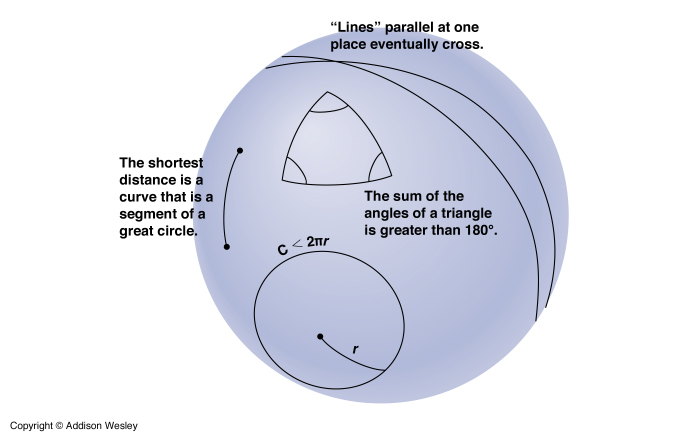 “Lines” parallel at one
place eventually cross.
The shortest
distance is a
curve that is a
segment of a
great circle.
The sum of the
angles of a triangle
is greater than 180°.
C < 2πr
r
Copyright © Addison Wesley